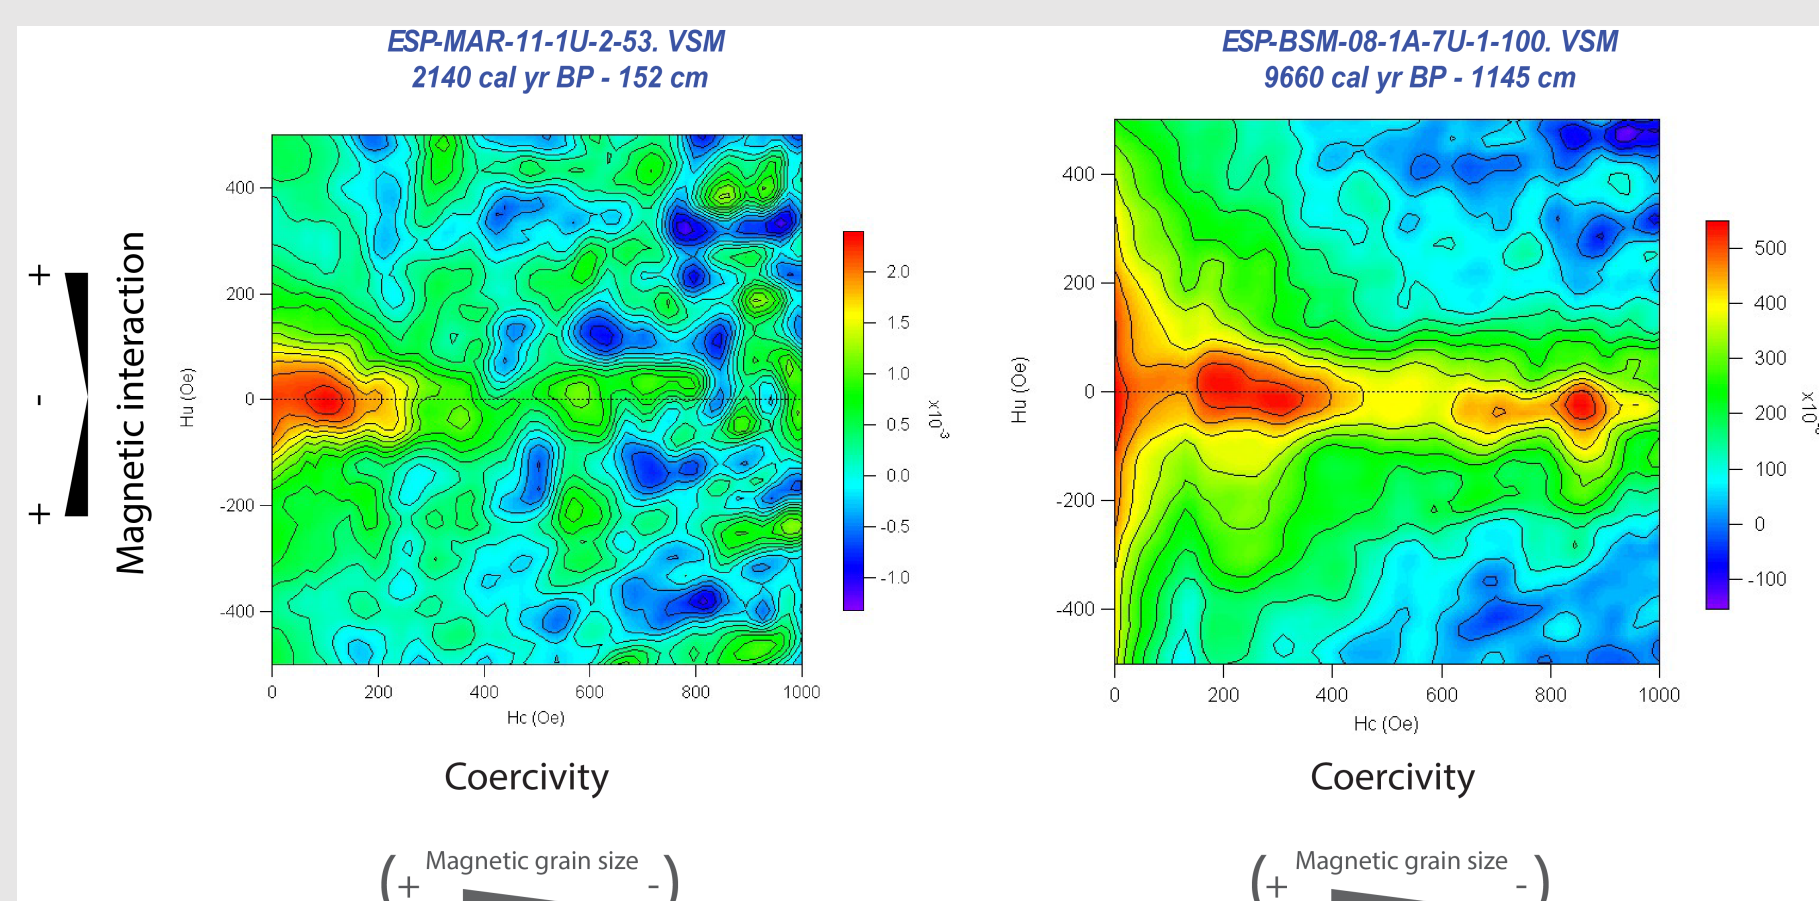 ESP-MAR-11-1U-2-53. VSM
2140 cal yr BP - 152 cm
400
200
0
-200
-400
Hu (Oe)
0 200 400 600 800 1000
Hc (Oe)
2.0
1.5
1.0
0.5
0.0
-0.5
-1.0
x10-3
+
-
+
Magnetic interaction
Coercivity
(+ Magnetic grain size -)
ESP-BSM-08-1A-7U-1-100. VSM
9660 cal yr BP - 1145 cm
400
200
0
-200
-400
Hu (Oe)
0 200 400 600 800 1000
Hc (Oe)
500
400
300
200
100
0
-100
Coercivity
(+ Magnetic grain size -)